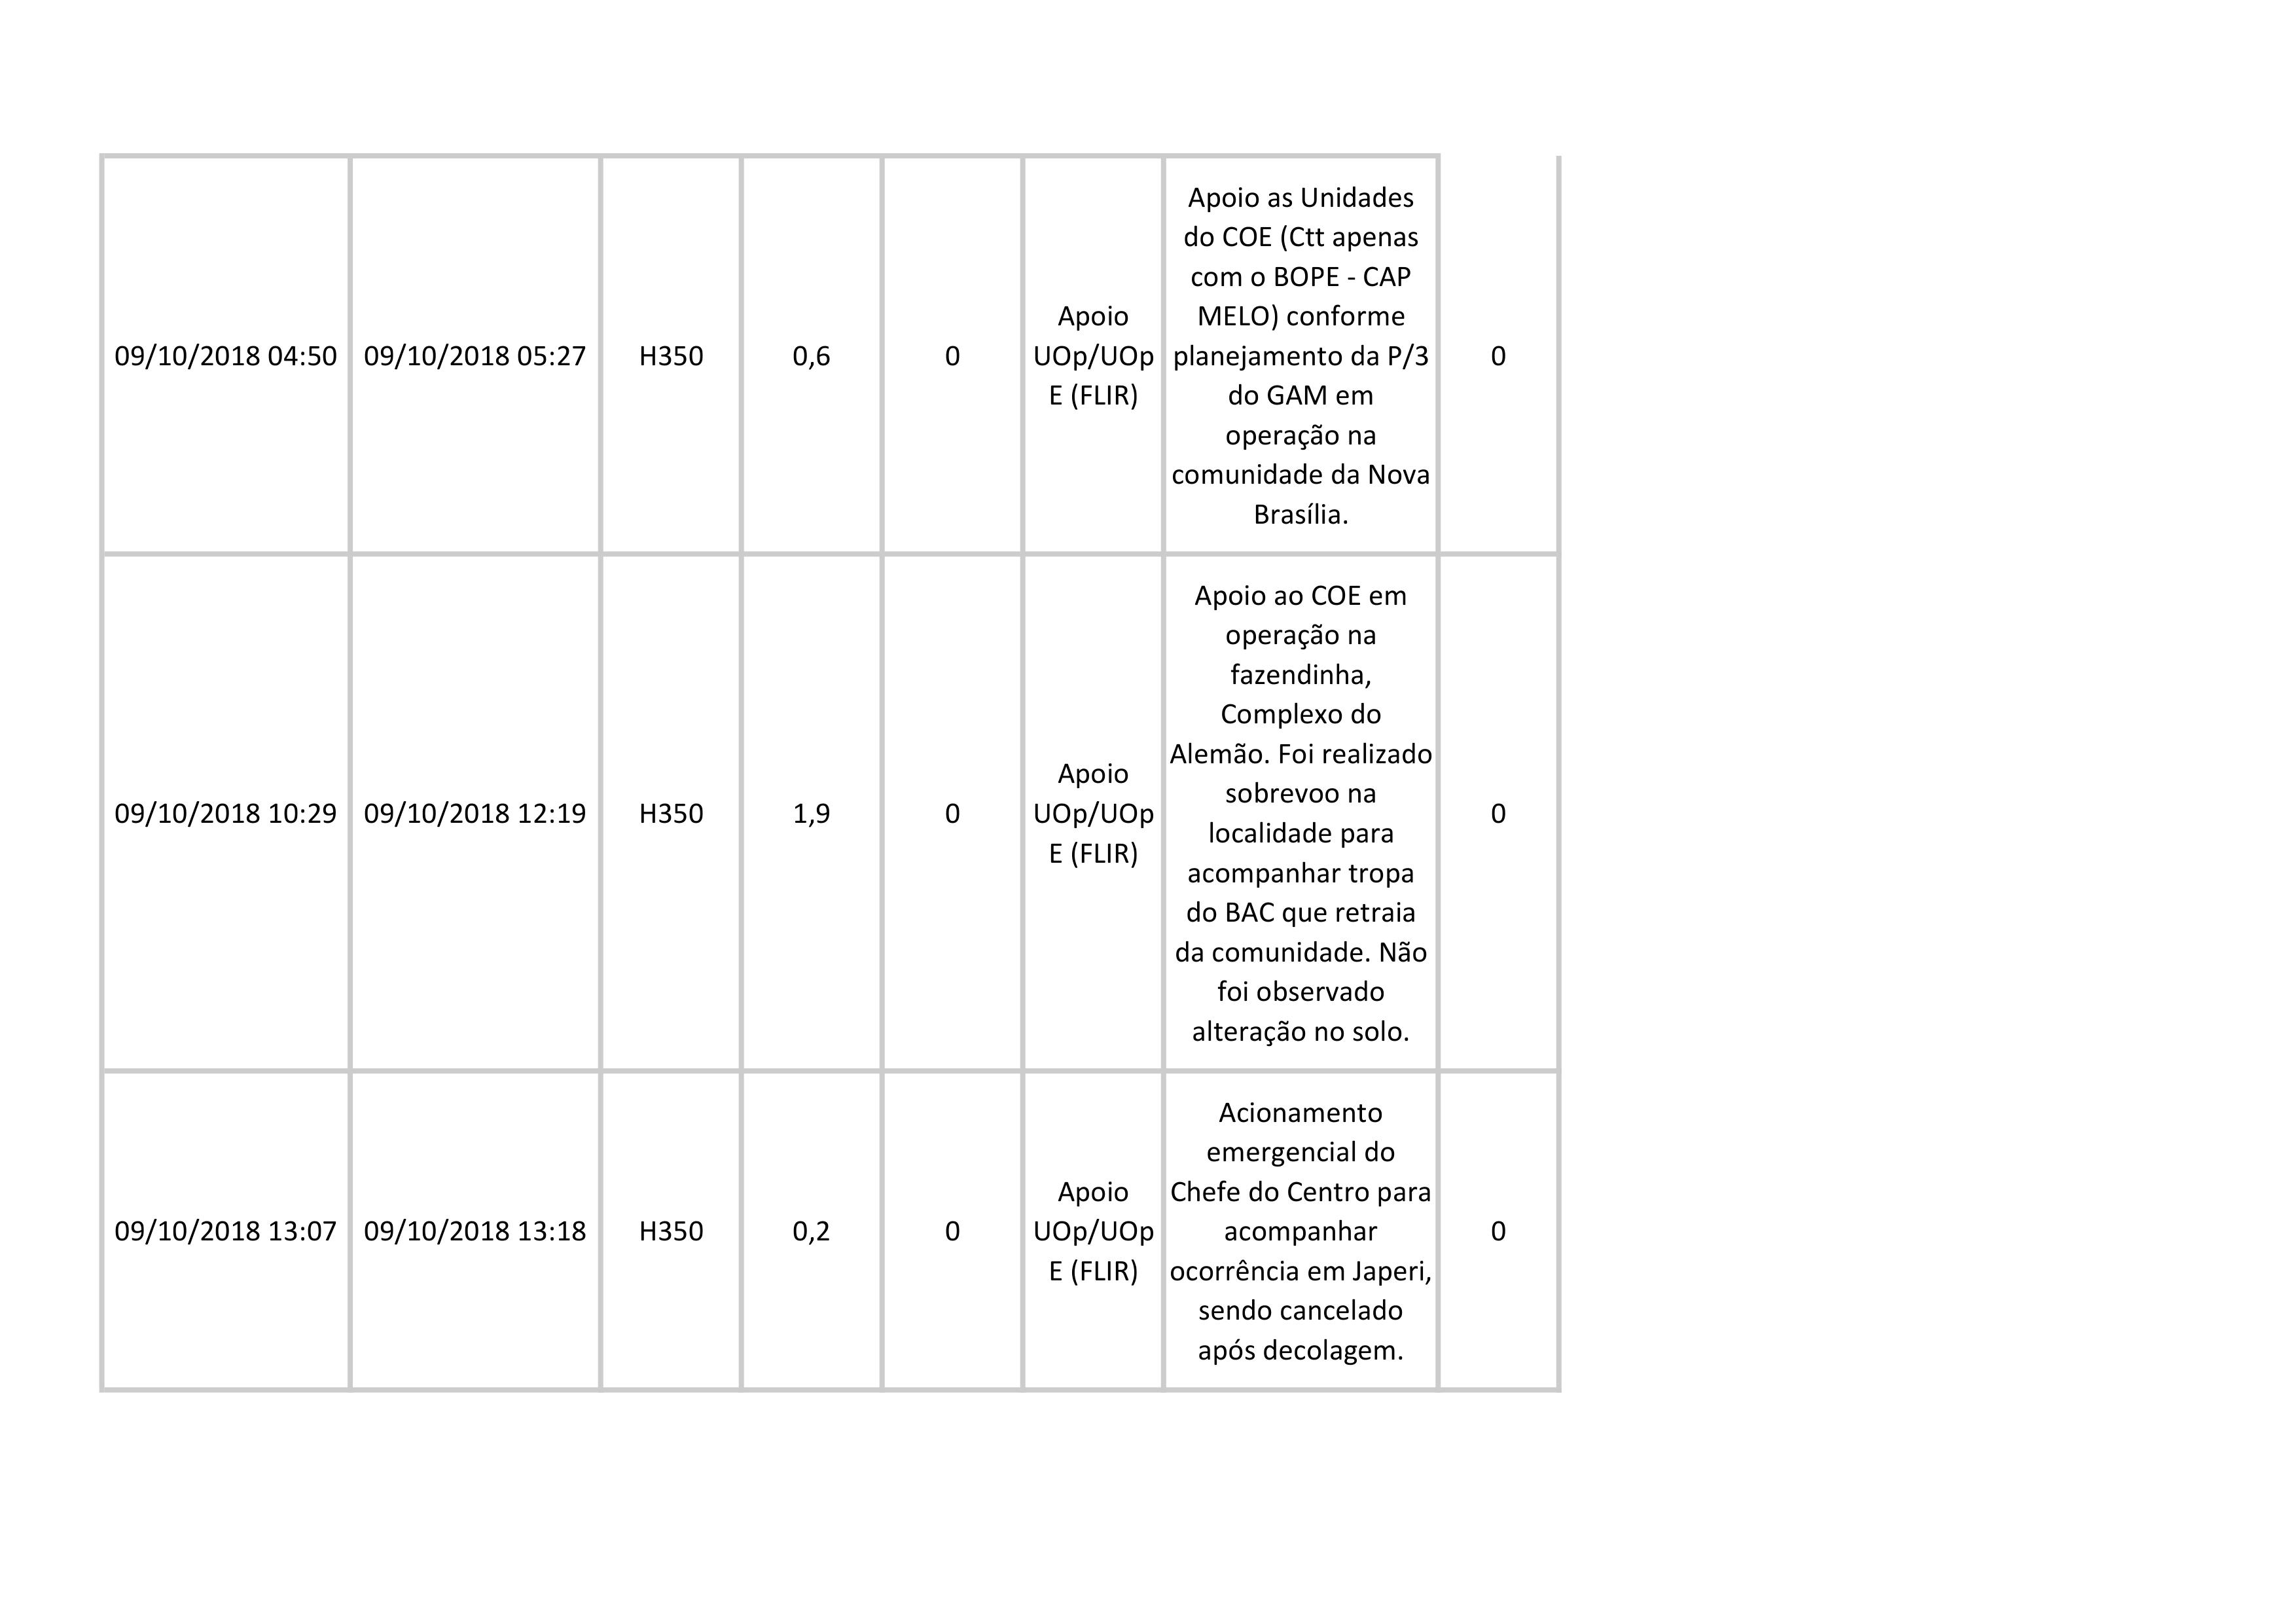 09/10/2018 04:50
09/10/2018 05:27
H350
0,6
0
Apoio
UOp/UOp
E (FLIR)
Apoio as Unidades
do COE (Ctt apenas
com o BOPE - CAP
MELO) conforme
planejamento da P/3
do GAM em
operação na
comunidade da Nova
Brasília.
0
09/10/2018 10:29
09/10/2018 12:19
H350
1,9
0
Apoio
UOp/UOp
E (FLIR)
Apoio ao COE em
operação na
fazendinha,
Complexo do
Alemão. Foi realizado
sobrevoo na
localidade para
acompanhar tropa
do BAC que retraia
da comunidade. Não
foi observado
alteração no solo.
0
09/10/2018 13:07
09/10/2018 13:18
H350
0,2
0
Apoio
UOp/UOp
E (FLIR)
Acionamento
emergencial do
Chefe do Centro para
acompanhar
ocorrência em Japeri,
sendo cancelado
após decolagem.
0